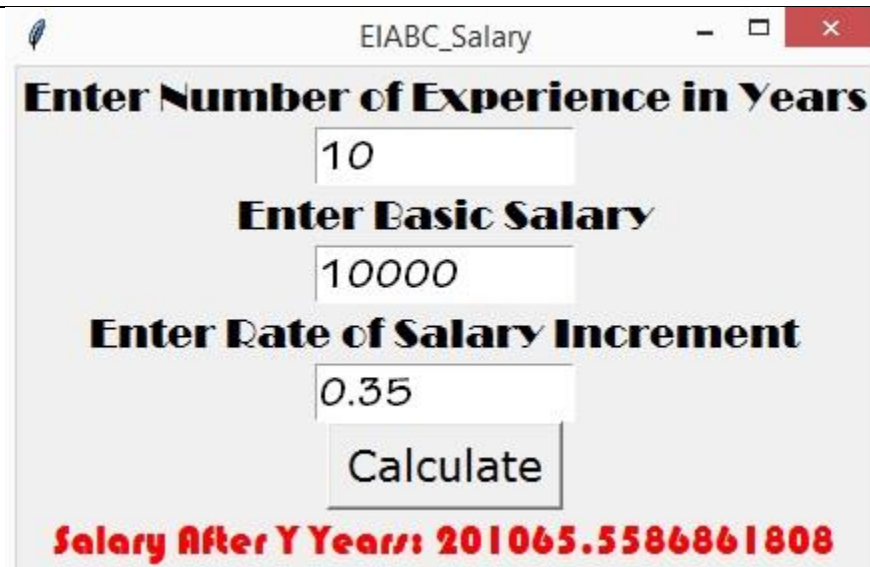 EIABC_Salary
Enter Number of Experience in Years
10
Enter Basic Salary
10000
Enter Rate of Salary Increment
0.35
Calculate
Salary After Y Years: 201065.5586861808